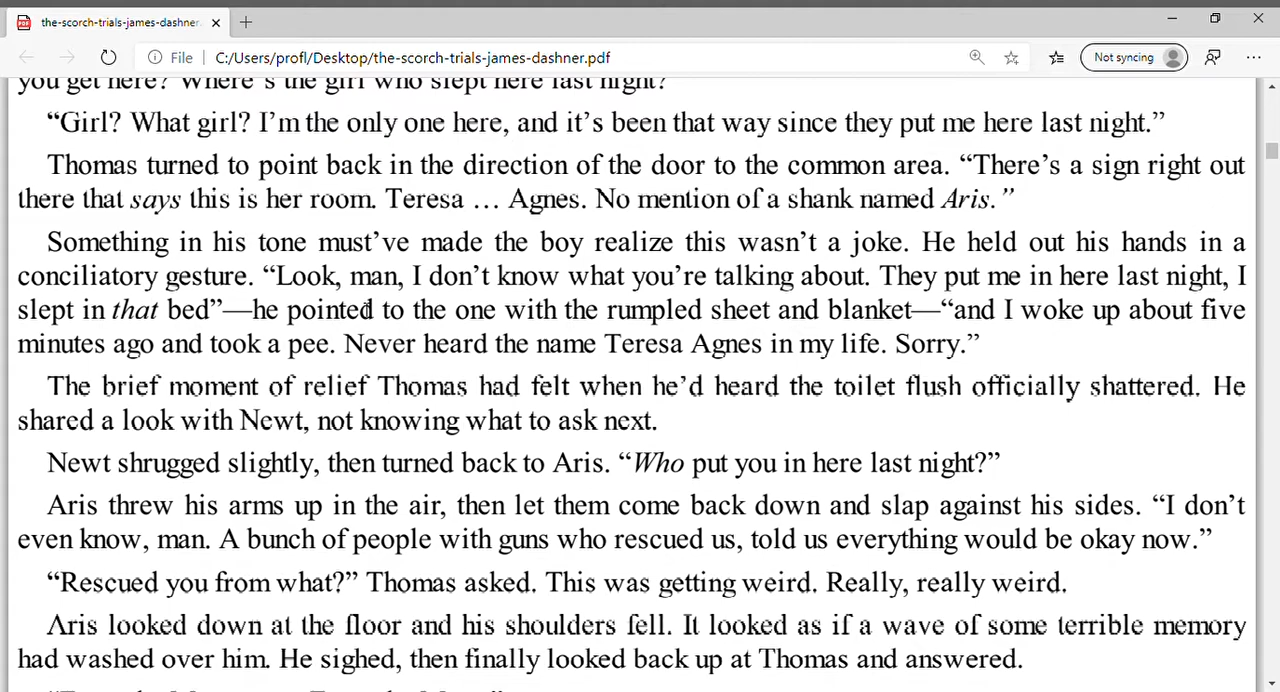 the-scorch-trials-james-dashner.
File
C:/Users/profl/Desktop/the-scorch-trials-james-dashner.pdf
Not syncing
you get here? Where's the girl who slept here last night?
“Girl? What girl? I’m the only one here, and it’s been that way since they put me here last night.”
Thomas turned to point back in the direction of the door to the common area. “There’s a sign right out
there that says this is her room. Teresa … Agnes. No mention of a shank named Aris.”
Something in his tone must’ve made the boy realize this wasn’t a joke. He held out his hands in a
conciliatory gesture. “Look, man, I don’t know what you’re talking about. They put me in here last night, I
slept in that bed”—he pointed to the one with the rumpled sheet and blanket—“and I woke up about five
minutes ago and took a pee. Never heard the name Teresa Agnes in my life. Sorry.”
The brief moment of relief Thomas had felt when he’d heard the toilet flush officially shattered. He
shared a look with Newt, not knowing what to ask next.
Newt shrugged slightly, then turned back to Aris. “Who put you in here last night?”
Aris threw his arms up in the air, then let them come back down and slap against his sides. “I don’t
even know, man. A bunch of people with guns who rescued us, told us everything would be okay now.”
“Rescued you from what?” Thomas asked. This was getting weird. Really, really weird.
Aris looked down at the floor and his shoulders fell. It looked as if a wave of some terrible memory
had washed over him. He sighed, then finally looked back up at Thomas and answered.